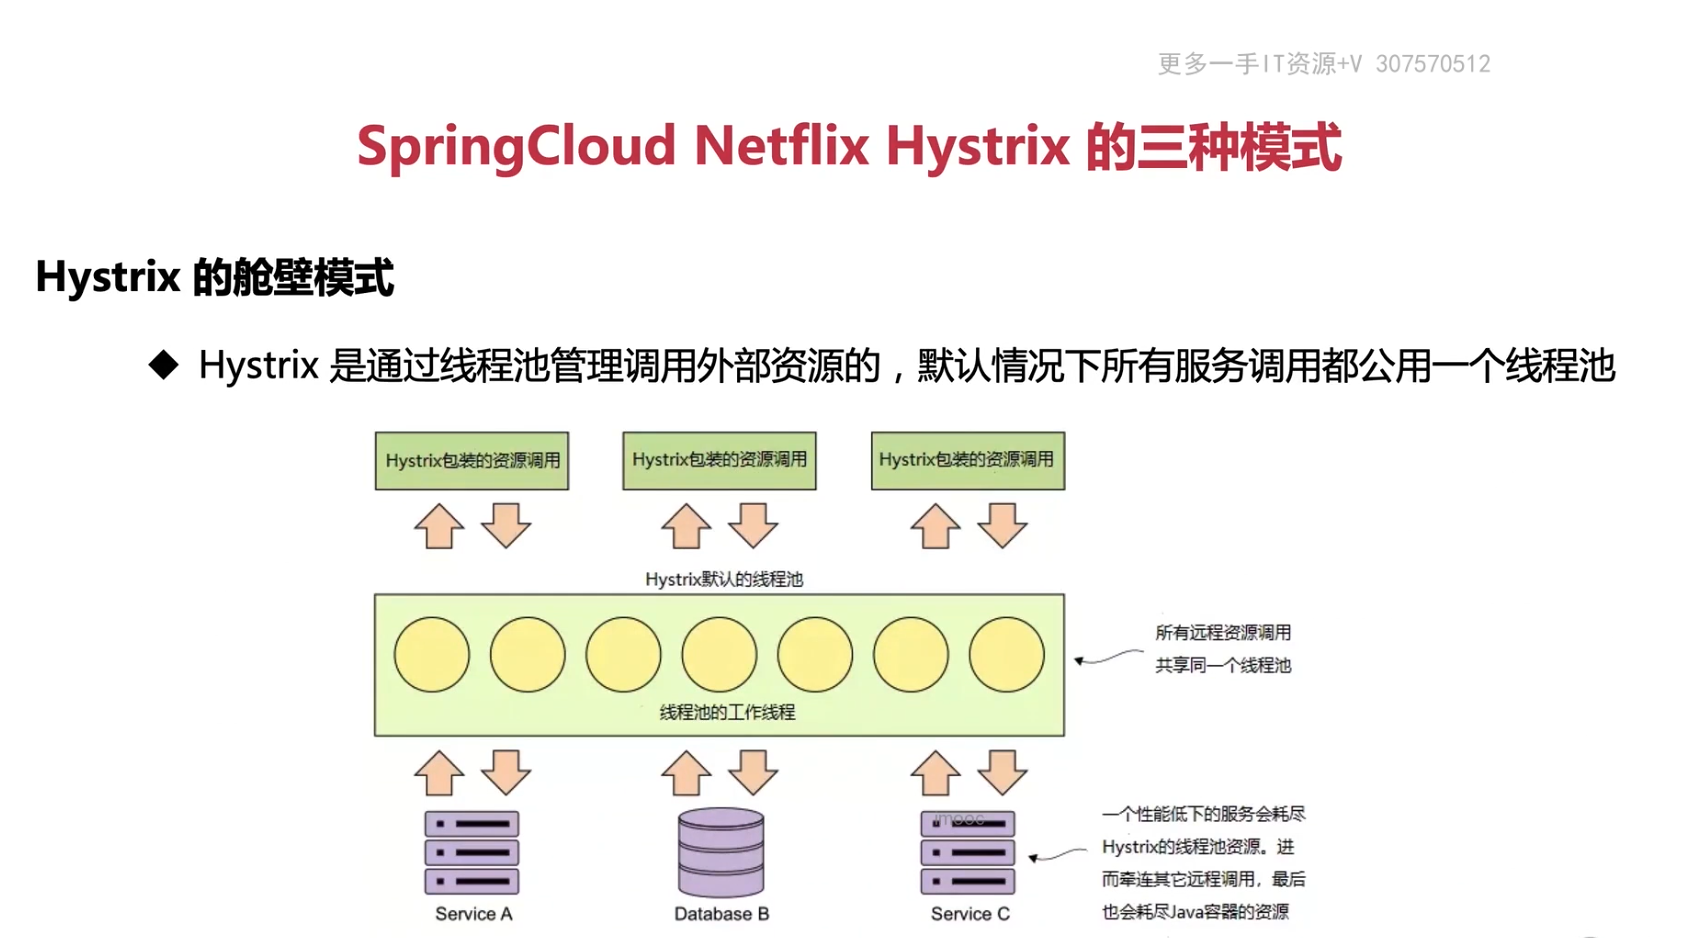 更多一手IT资源+V 307570512
SpringCloud Netflix Hystrix 的三种模式
Hystrix 的舱壁模式
◆ Hystrix 是通过线程池管理调用外部资源的，默认情况下所有服务调用都公用一个线程池
Hystrix包装的资源调用
Hystrix包装的资源调用
Hystrix包装的资源调用
Hystrix默认的线程池
所有远程资源调用
共享同一个线程池
线程池的工作线程
imooc
一个性能低下的服务会耗尽
Hystrix的线程池资源。进
而牵连其它远程调用，最后
也会耗尽Java容器的资源
Service A
Database B
Service C